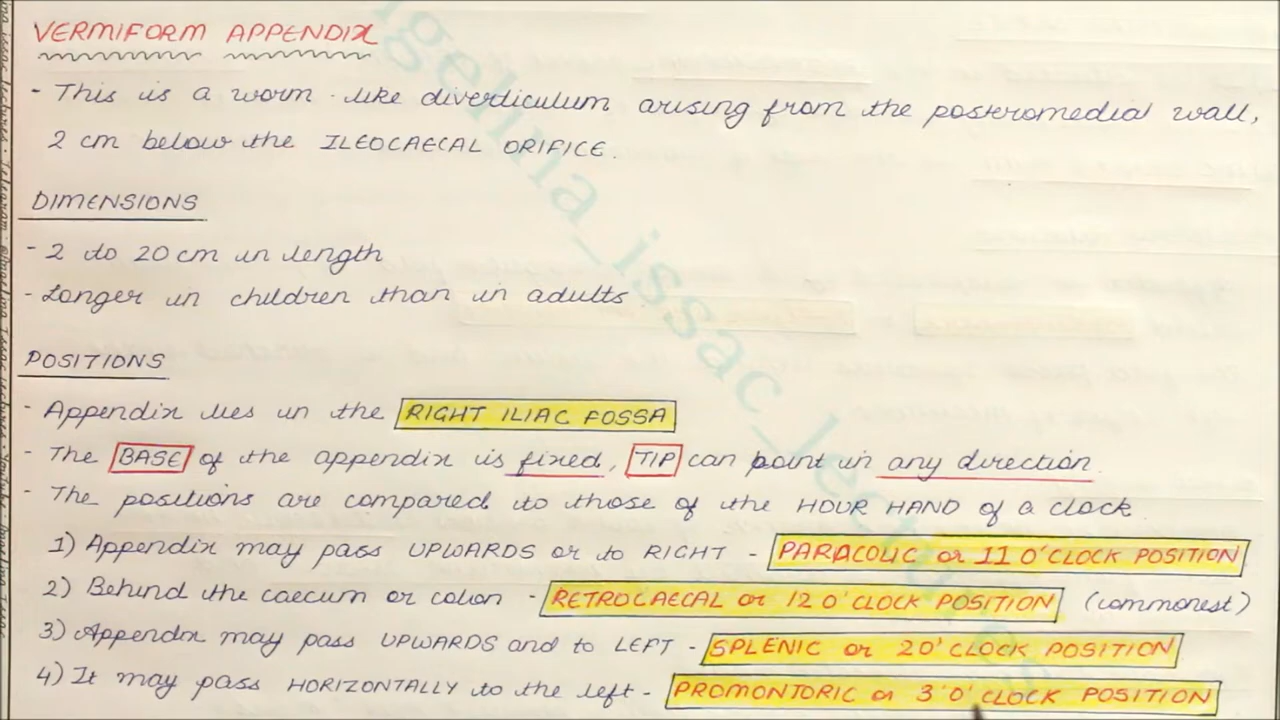 VERMIFORM APPENDIX
- This is a worm-like diverticulum arising from the posteromedial wall,
2 cm below the ILEOCAECAL ORIFICE.
DIMENSIONS
- 2 to 20 cm in length
- Longer in children than in adults
POSITIONS
- Appendix lies in the RIGHT ILIAC FOSSA
- The BASE of the appendix is fixed, TIP can point in any direction.
- The positions are compared to those of the HOUR HAND of a clock
1) Appendix may pass UPWARDS or to RIGHT - PARACOLIC or 11 O'CLOCK POSITION
2) Behind the caecum or colon - RETROCAECAL or 12 O'CLOCK POSITION (commonest)
3) Appendix may pass UPWARDS and to LEFT - SPLENIC or 2 O'CLOCK POSITION
4) It may pass HORIZONTALLY to the left - PROMONTORIC or 3 'O' CLOCK POSITION